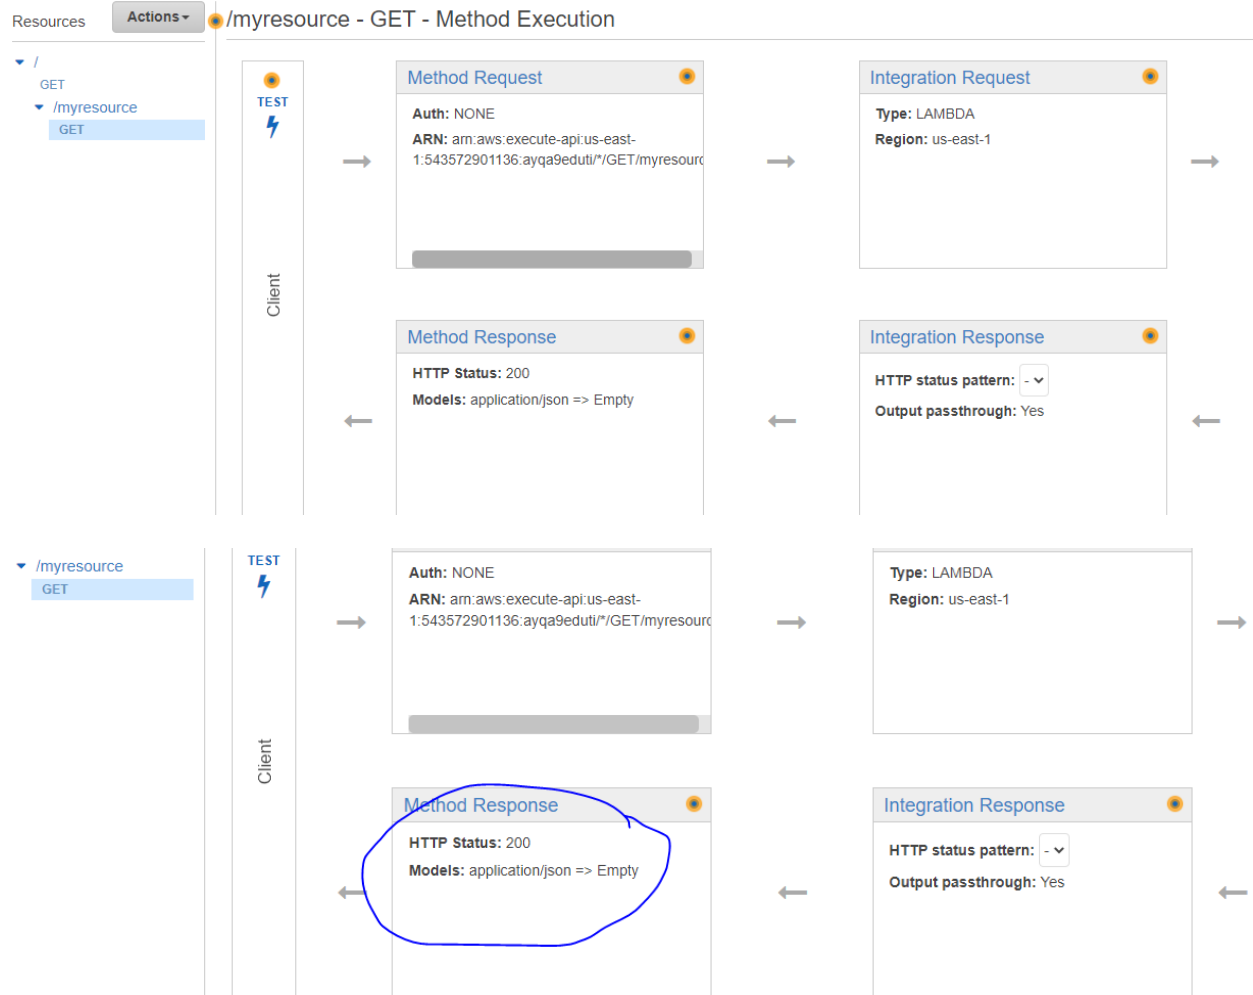 Resources
Actions
/myresource - GET - Method Execution
/
GET
/myresource
GET
TEST
Client
Method Request
Auth: NONE
ARN: arn:aws:execute-api:us-east-
1:543572901136:ayqa9eduti/*/GET/myresourc
Integration Request
Type: LAMBDA
Region: us-east-1
Method Response
HTTP Status: 200
Models: application/json => Empty
Integration Response
HTTP status pattern: -
Output passthrough: Yes
/myresource
GET
TEST
Client
Auth: NONE
ARN: arn:aws:execute-api:us-east-
1:543572901136:ayqa9eduti/*/GET/myresourc
Type: LAMBDA
Region: us-east-1
Method Response
HTTP Status: 200
Models: application/json => Empty
Integration Response
HTTP status pattern: -
Output passthrough: Yes